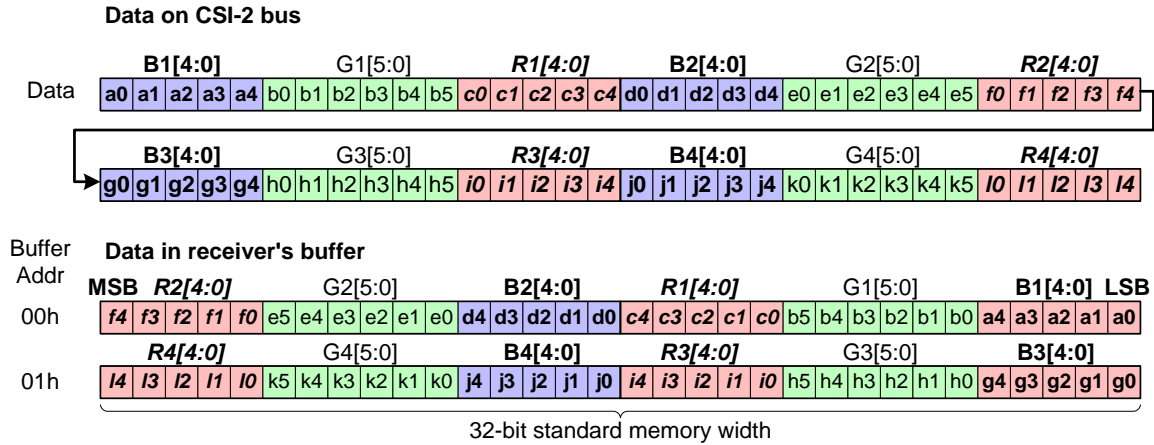 Data on CSI-2 bus
B1[4:0] G1[5:0] R1[4:0] B2[4:0] G2[5:0] R2[4:0]
Data a0 a1 a2 a3 a4 b0 b1 b2 b3 b4 b5 c0 c1 c2 c3 c4 d0 d1 d2 d3 d4 e0 e1 e2 e3 e4 e5 f0 f1 f2 f3 f4
B3[4:0] G3[5:0] R3[4:0] B4[4:0] G4[5:0] R4[4:0]
g0 g1 g2 g3 g4 h0 h1 h2 h3 h4 h5 i0 i1 i2 i3 i4 j0 j1 j2 j3 j4 k0 k1 k2 k3 k4 k5 l0 l1 l2 l3 l4
Buffer Addr
Data in receiver's buffer
MSB R2[4:0] G2[5:0] B2[4:0] R1[4:0] G1[5:0] B1[4:0] LSB
00h f4 f3 f2 f1 f0 e5 e4 e3 e2 e1 e0 d4 d3 d2 d1 d0 c4 c3 c2 c1 c0 b5 b4 b3 b2 b1 b0 a4 a3 a2 a1 a0
R4[4:0] G4[5:0] B4[4:0] R3[4:0] G3[5:0] B3[4:0]
01h l4 l3 l2 l1 l0 k5 k4 k3 k2 k1 k0 j4 j3 j2 j1 j0 i4 i3 i2 i1 i0 h5 h4 h3 h2 h1 h0 g4 g3 g2 g1 g0
32-bit standard memory width